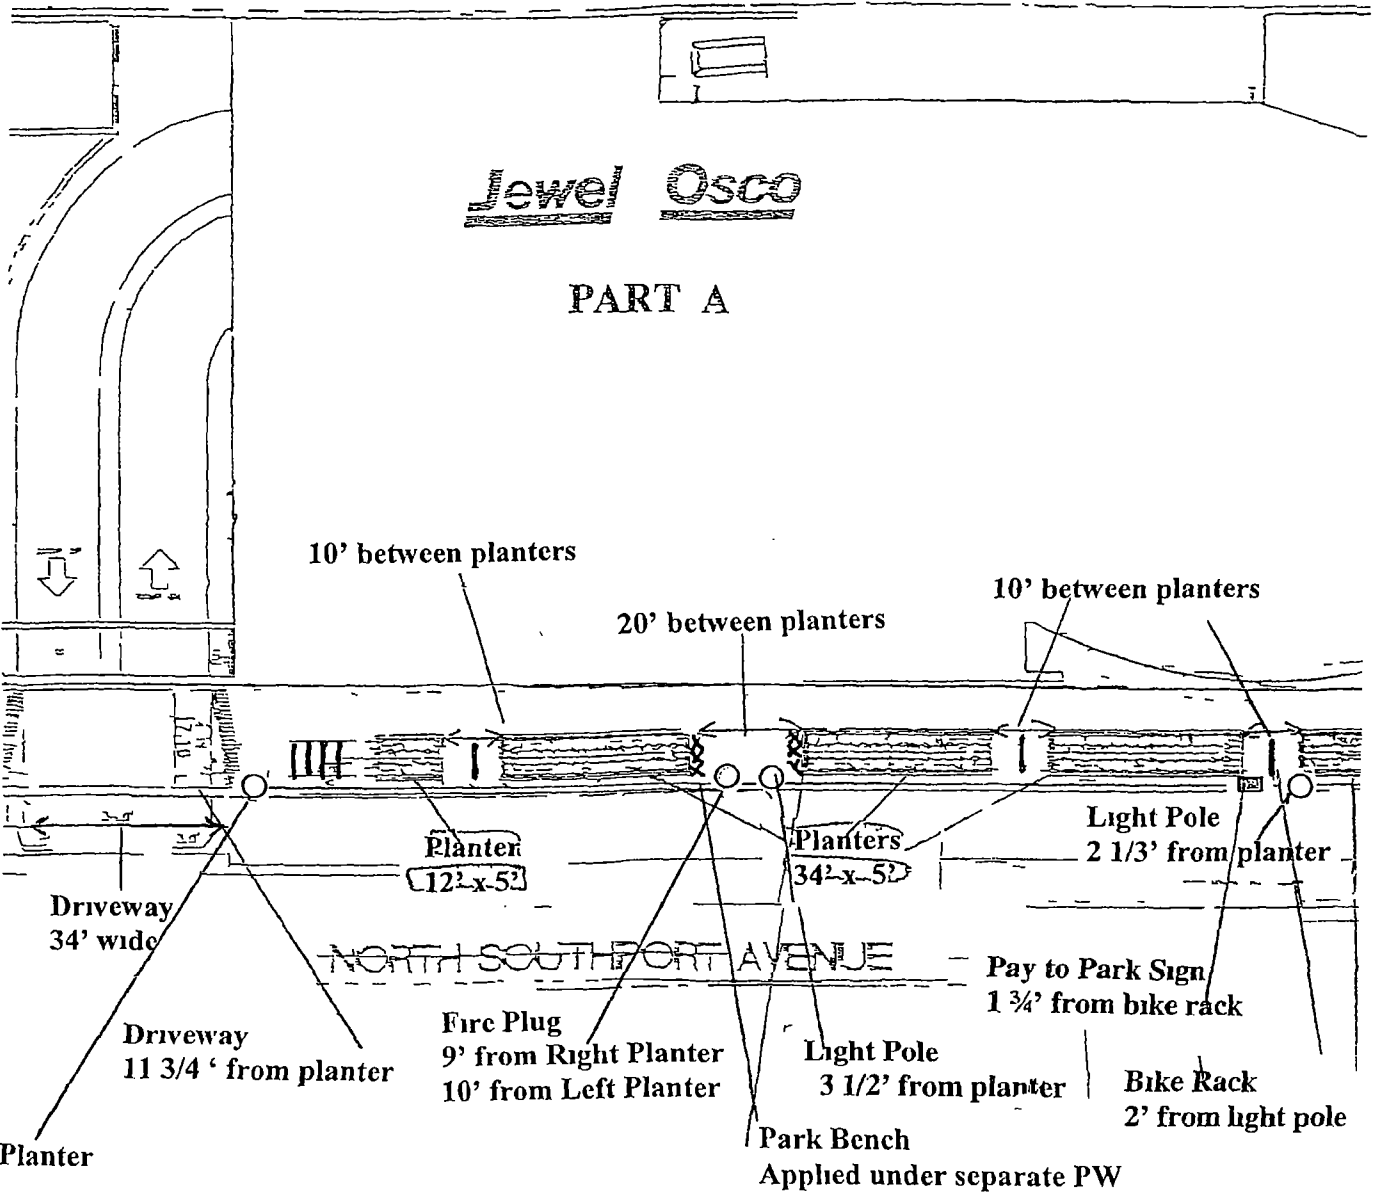 Jewel Osco
PART A
10' between planters
20' between planters
10' between planters
Planter
12' x 5'
Planters
34' x 5'
Light Pole
2 1/3' from planter
Driveway
34' wide
NORTH SOUTHPORT AVENUE
Pay to Park Sign
1 ¾' from bike rack
Driveway
11 3/4 ‘ from planter
Fire Plug
9' from Right Planter
10' from Left Planter
Light Pole
3 1/2' from planter
Bike Rack
2' from light pole
Planter
Park Bench
Applied under separate PW